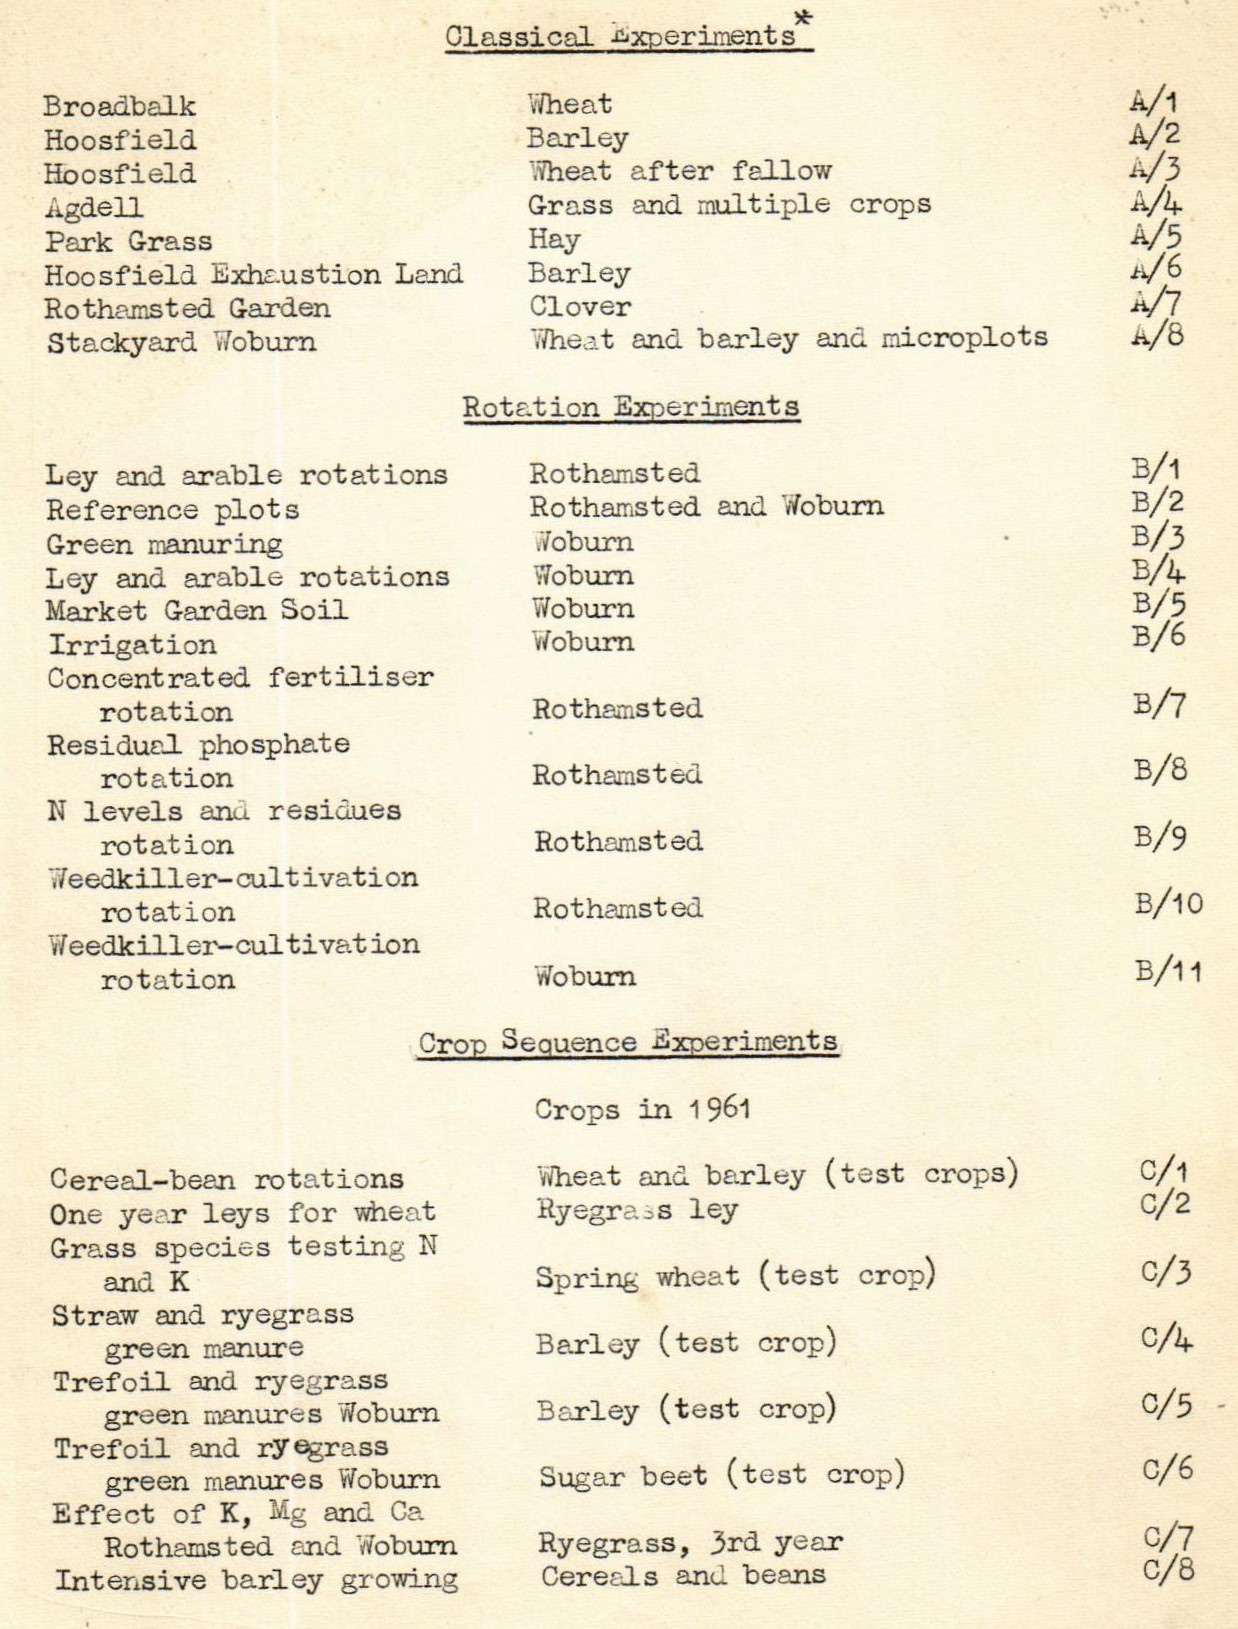 Classical Experiments*
Broadbalk Wheat A/1
Hoosfield Barley A/2
Hoosfield Wheat after fallow A/3
Agdell Grass and multiple crops A/4
Park Grass Hay A/5
Hoosfield Exhaustion Land Barley A/6
Rothamsted Garden Clover A/7
Stackyard Woburn Wheat and barley and microplots A/8
Rotation Experiments
Ley and arable rotations Rothamsted B/1
Reference plots Rothamsted and Woburn B/2
Green manuring Woburn B/3
Ley and arable rotations Woburn B/4
Market Garden Soil Woburn B/5
Irrigation Woburn B/6
Concentrated fertiliser
rotation Rothamsted B/7
Residual phosphate
rotation Rothamsted B/8
N levels and residues
rotation Rothamsted B/9
Weedkiller-cultivation
rotation Rothamsted B/10
Weedkiller-cultivation
rotation Woburn B/11
Crop Sequence Experiments
Crops in 1961
Cereal-bean rotations Wheat and barley (test crops) C/1
One year leys for wheat Ryegrass ley C/2
Grass species testing N
and K Spring wheat (test crop) C/3
Straw and ryegrass
green manure Barley (test crop) C/4
Trefoil and ryegrass
green manures Woburn Barley (test crop) C/5
Trefoil and ryegrass
green manures Woburn Sugar beet (test crop) C/6
Effect of K, Mg and Ca
Rothamsted and Woburn Ryegrass, 3rd year C/7
Intensive barley growing Cereals and beans C/8